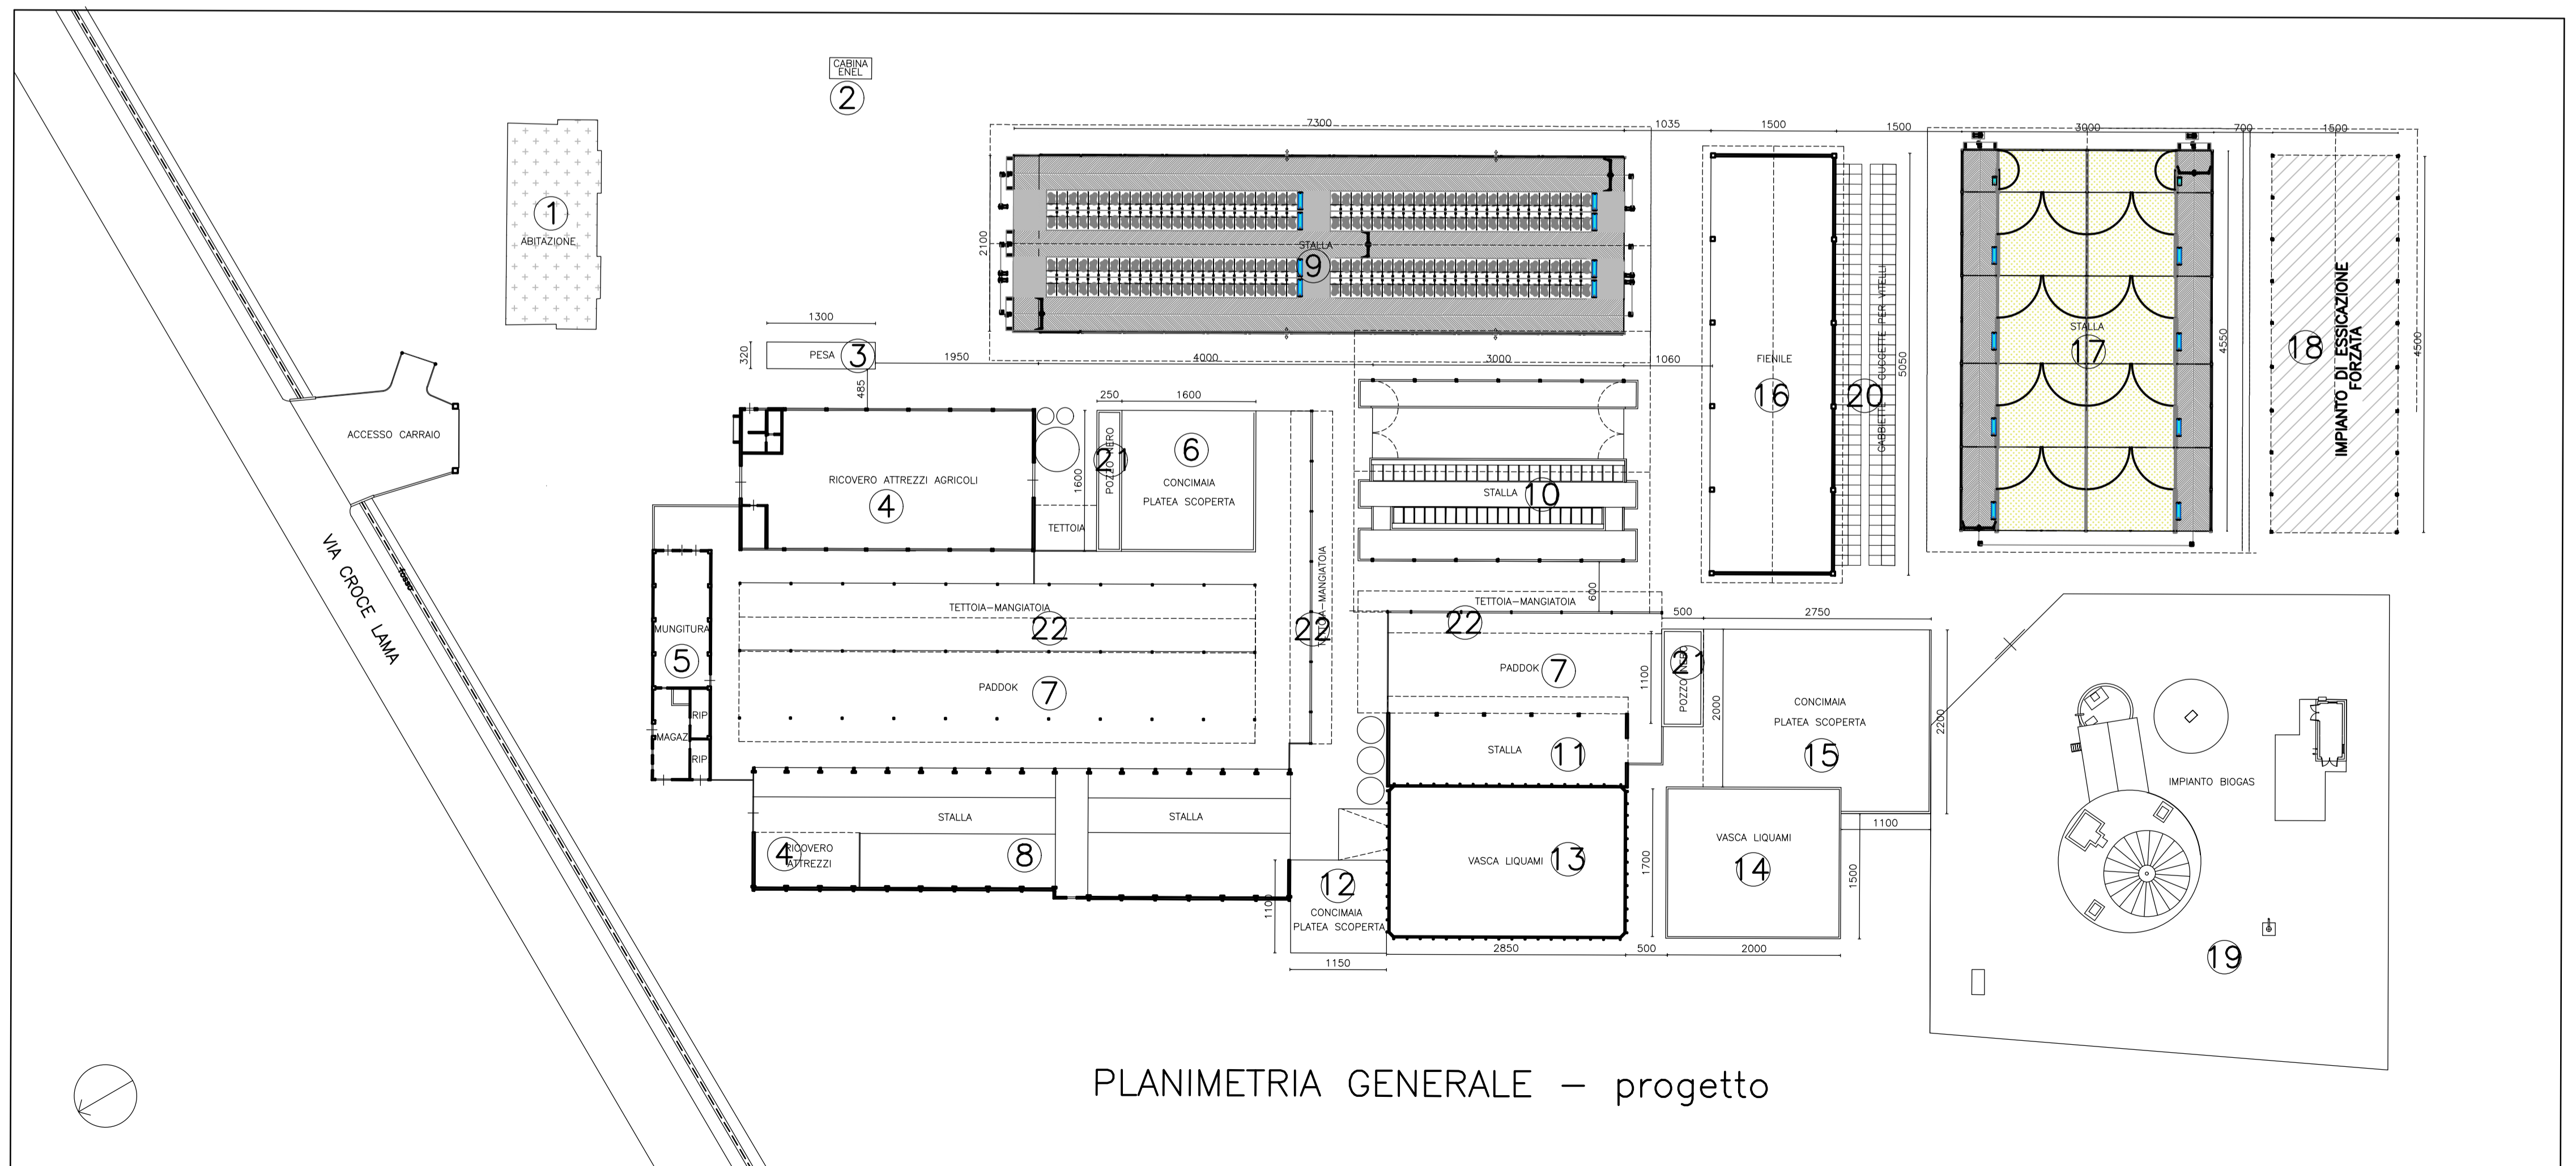 CABINA
ENEL
2
7300
1035
1500
1500
3000
700
1500
1
ABITAZIONE
2100
STALLA
9
1300
320
PESA
3
1950
4000
3000
1060
485
FIENILE
16
20
GABBIETTE - CUCCETTE PER VITELLI
5050
STALLA
17
4550
18
IMPIANTO DI ESSICAZIONE
FORZATA
4500
ACCESSO CARRAIO
VIA CROCE LAMA
fosso
RICOVERO ATTREZZI AGRICOLI
4
250
1600
1600
POZZO NERO
21
6
CONCIMAIA
PLATEA SCOPERTA
TETTOIA
STALLA
10
600
MUNGITURA
5
MAGAZ
RIP
RIP
TETTOIA-MANGIATOIA
22
PADDOK
7
TETTOIA-MANGIATOIA
22
TETTOIA-MANGIATOIA
22
PADDOK
7
1100
500
2750
POZZO NERO
21
2000
CONCIMAIA
PLATEA SCOPERTA
15
2200
STALLA
11
STALLA
STALLA
4
RICOVERO
ATTREZZI
8
12
CONCIMAIA
PLATEA SCOPERTA
1100
1150
VASCA LIQUAMI
13
1700
2850
500
2000
VASCA LIQUAMI
14
1500
1100
IMPIANTO BIOGAS
19
PLANIMETRIA GENERALE - progetto